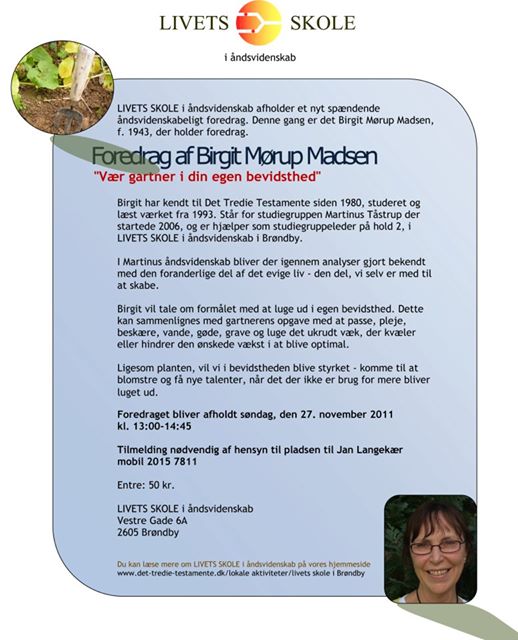 LIVETS SKOLE
i åndsvidenskab
LIVETS SKOLE i åndsvidenskab afholder et nyt spændende
åndsvidenskabeligt foredrag. Denne gang er det Birgit Mørup Madsen,
f. 1943, der holder foredrag.
Foredrag af Birgit Mørup Madsen
"Vær gartner i din egen bevidsthed"
Birgit har kendt til Det Tredie Testamente siden 1980, studeret og
læst værket fra 1993. Står for studiegruppen Martinus Tåstrup der
startede 2006, og er hjælper som studiegruppeleder på hold 2, i
LIVETS SKOLE i åndsvidenskab i Brøndby.
I Martinus åndsvidenskab bliver der igennem analyser gjort bekendt
med den foranderlige del af det evige liv - den del, vi selv er med til
at skabe.
Birgit vil tale om formålet med at luge ud i egen bevidsthed. Dette
kan sammenlignes med gartnerens opgave med at passe, pleje,
beskære, vande, gøde, grave og luge det ukrudt væk, der kvæler
eller hindrer den ønskede vækst i at blive optimal.
Ligesom planten, vil vi i bevidstheden blive styrket - komme til at
blomstre og få nye talenter, når det der ikke er brug for mere bliver
luget ud.
Foredraget bliver afholdt søndag, den 27. november 2011
kl. 13:00-14:45
Tilmelding nødvendig af hensyn til pladsen til Jan Langekær
mobil 2015 7811
Entre: 50 kr.
LIVETS SKOLE i åndsvidenskab
Vestre Gade 6A
2605 Brøndby
Du kan læse mere om LIVETS SKOLE i åndsvidenskab på vores hjemmeside
www.det-tredie-testamente.dk/lokale aktiviteter/livets skole i Brøndby